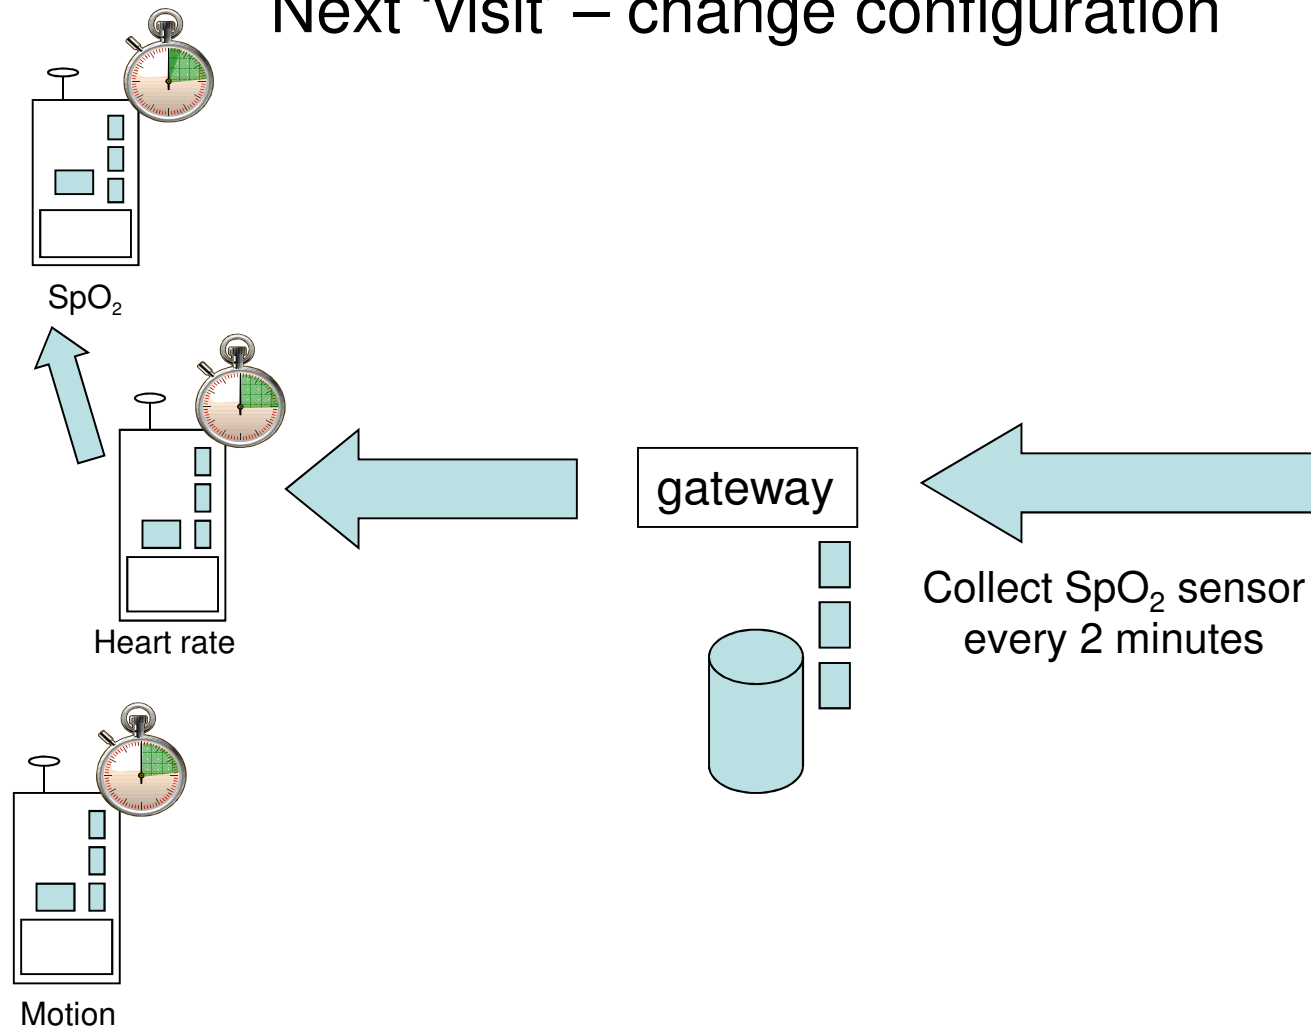 Next 'visit' – change configuration
SpO₂
Heart rate
gateway
Collect SpO₂ sensor
every 2 minutes
Motion